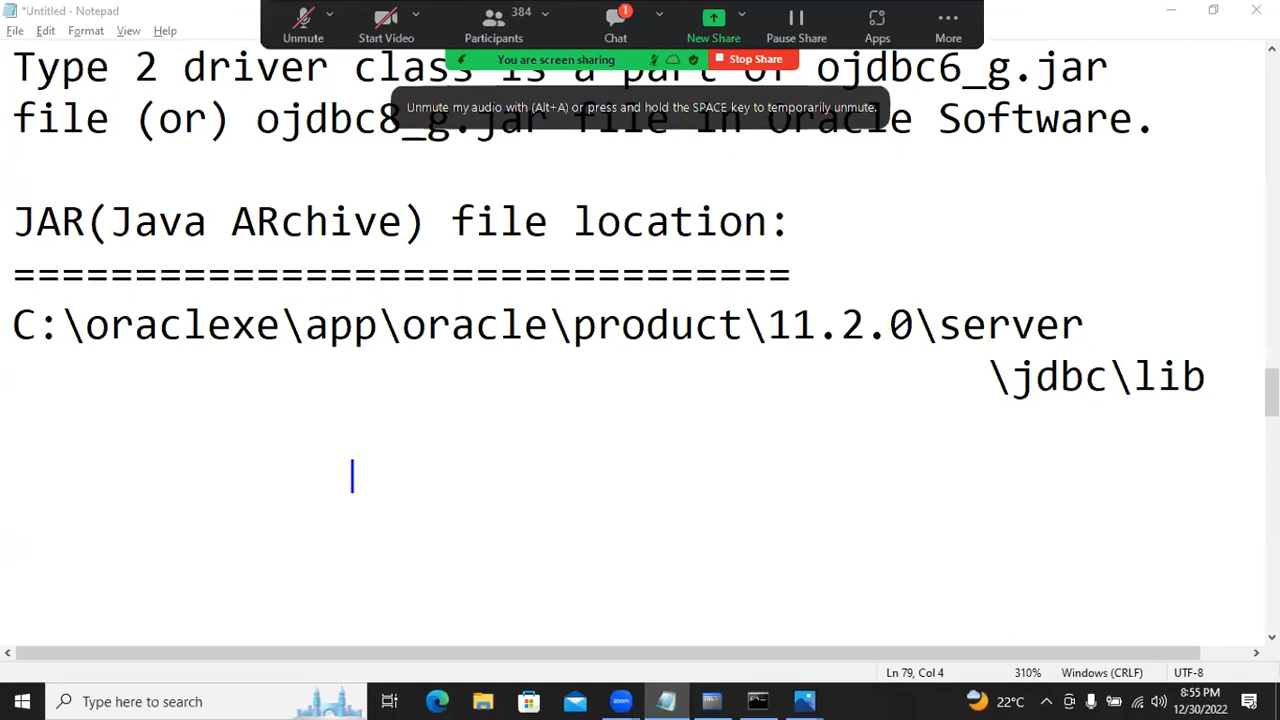 *Untitled - Notepad
File Edit Format View Help
Unmute Start Video Participants 384 Chat 1 New Share Pause Share Apps More
You are screen sharing Stop Share
Unmute my audio with (Alt+A) or press and hold the SPACE key to temporarily unmute.
Type 2 driver class is a part of ojdbc6_g.jar
file (or) ojdbc8_g.jar file in Oracle Software.
JAR(Java ARchive) file location:
================================
C:\oraclexe\app\oracle\product\11.2.0\server
\jdbc\lib
Ln 79, Col 4 310% Windows (CRLF) UTF-8
Type here to search zoom 22°C 8:55 PM
12/30/2022